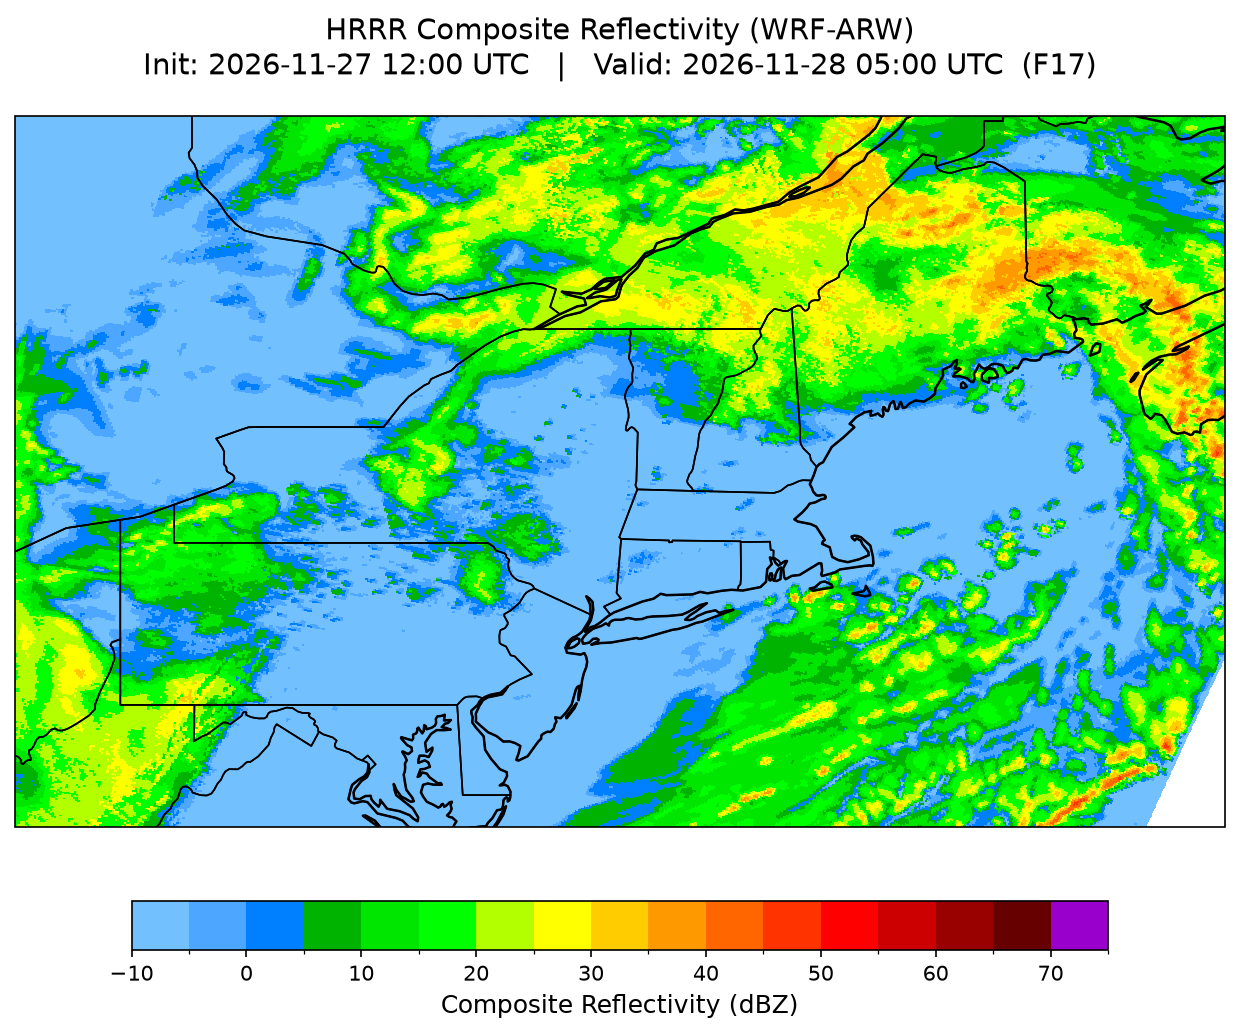 HRRR Composite Reflectivity (WRF-ARW)
Init: 2026-11-27 12:00 UTC | Valid: 2026-11-28 05:00 UTC (F17)
−10 0 10 20 30 40 50 60 70
Composite Reflectivity (dBZ)